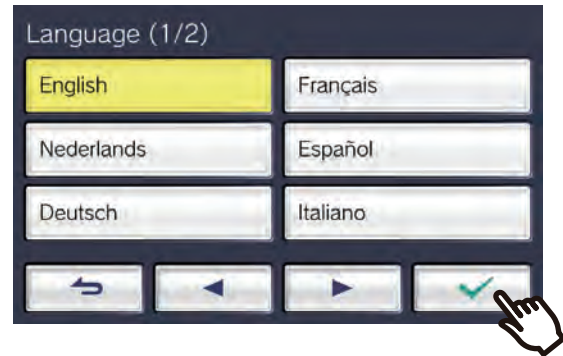 Language (1/2)
English
Français
Nederlands
Español
Deutsch
Italiano